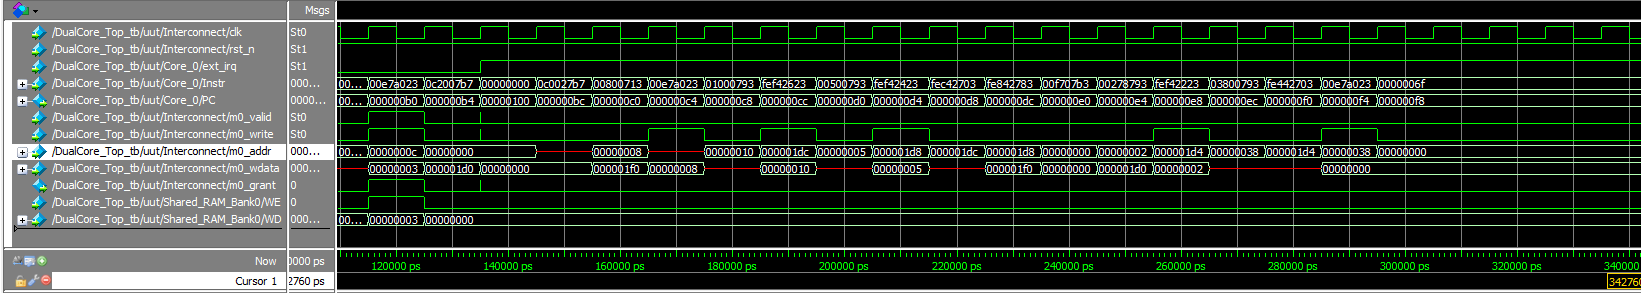 Msgs
/DualCore_Top_tb/uut/Interconnect/clk St0
/DualCore_Top_tb/uut/Interconnect/rst_n St1
/DualCore_Top_tb/uut/Core_0/ext_irq St1
/DualCore_Top_tb/uut/Core_0/Instr 000... 00... 00e7a023 0c2007b7 00000000 0c0027b7 00800713 00e7a023 01000793 fef42623 00500793 fef42423 fec42703 fe842783 00f707b3 00278793 fef42223 03800793 fe442703 00e7a023 0000006f
/DualCore_Top_tb/uut/Core_0/PC 0000... 00... 000000b0 000000b4 00000100 000000bc 000000c0 000000c4 000000c8 000000cc 000000d0 000000d4 000000d8 000000dc 000000e0 000000e4 000000e8 000000ec 000000f0 000000f4 000000f8
/DualCore_Top_tb/uut/Interconnect/m0_valid St0
/DualCore_Top_tb/uut/Interconnect/m0_write St0
/DualCore_Top_tb/uut/Interconnect/m0_addr 000... 00... 0000000c 00000000 00000008 00000010 000001dc 00000005 000001d8 000001dc 000001d8 00000000 00000002 000001d4 00000038 000001d4 00000038 00000000
/DualCore_Top_tb/uut/Interconnect/m0_wdata 000... 00... 00000003 000001d0 00000000 000001f0 00000008 00000010 00000005 000001f0 00000000 000001d0 00000002 00000000
/DualCore_Top_tb/uut/Interconnect/m0_grant 0
/DualCore_Top_tb/uut/Shared_RAM_Bank0/WE 0
/DualCore_Top_tb/uut/Shared_RAM_Bank0/WD 000... 00... 00000003 00000000
Now 0000 ps 120000 ps 140000 ps 160000 ps 180000 ps 200000 ps 220000 ps 240000 ps 260000 ps 280000 ps 300000 ps 320000 ps 340000
Cursor 1 2760 ps 342760